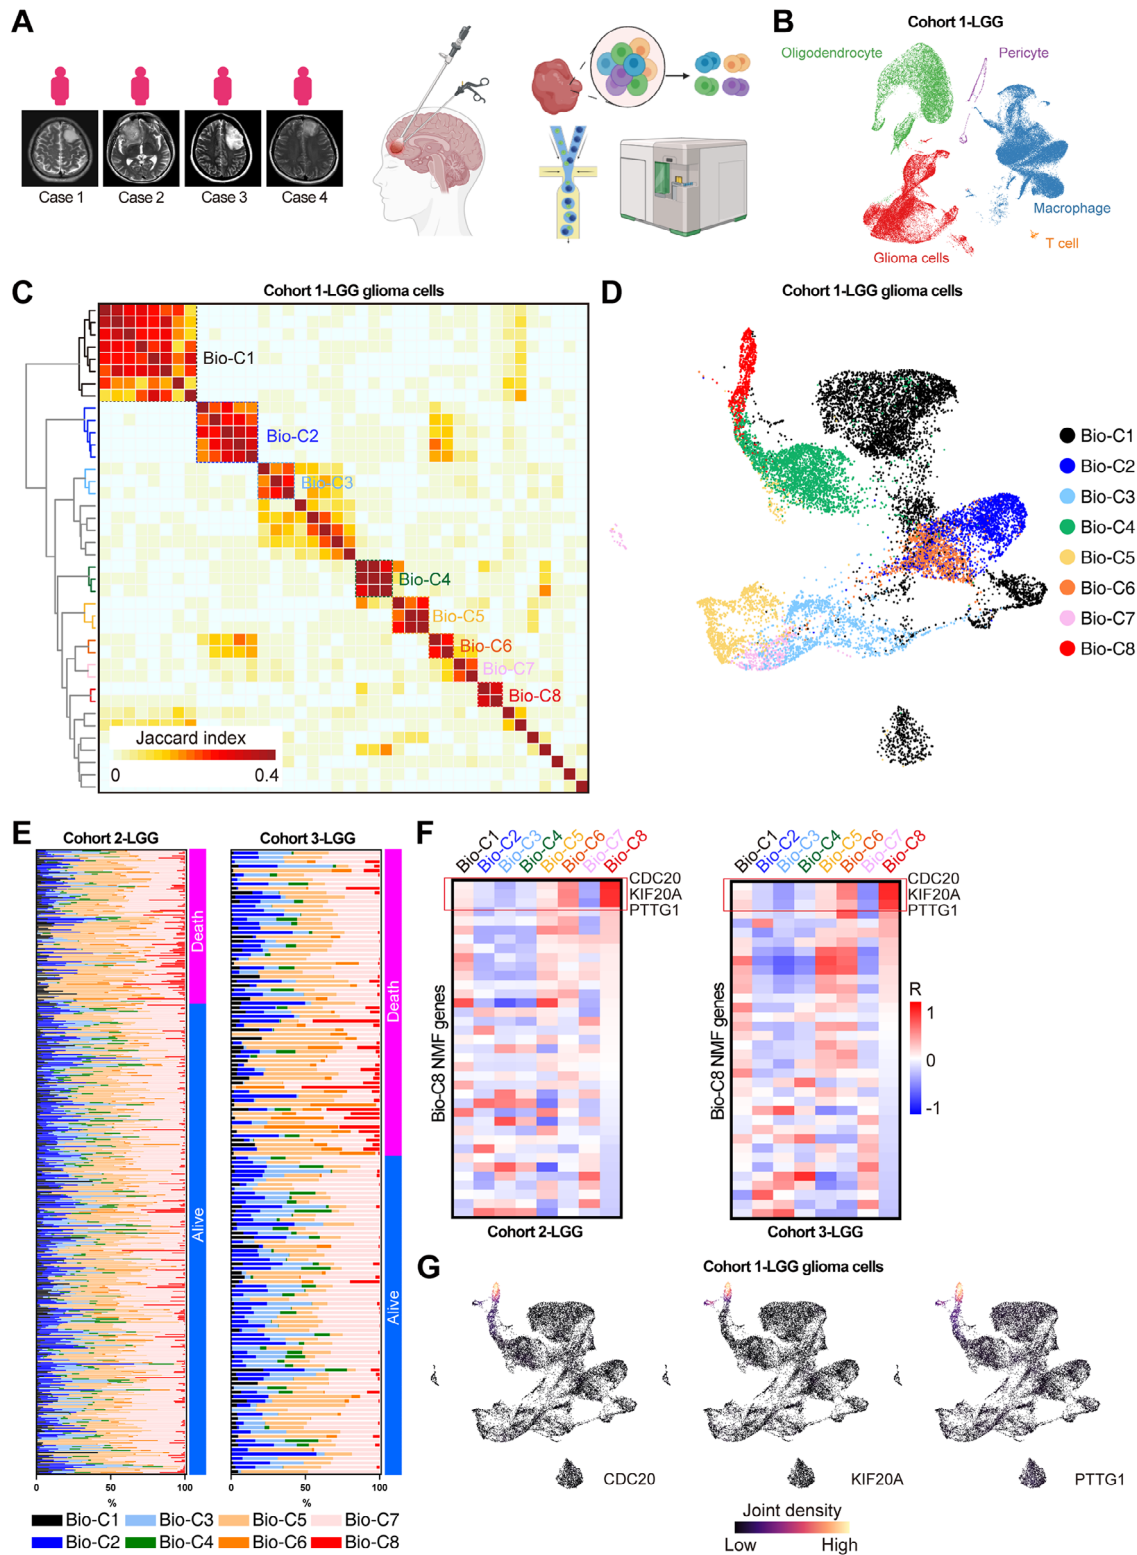 A
Case 1
Case 2
Case 3
Case 4
B
Cohort 1-LGG
Oligodendrocyte
Pericyte
Macrophage
T cell
Glioma cells
C
Cohort 1-LGG glioma cells
Bio-C1
Bio-C2
Bio-C3
Bio-C4
Bio-C5
Bio-C6
Bio-C7
Bio-C8
Jaccard index
0
0.4
D
Cohort 1-LGG glioma cells
Bio-C1
Bio-C2
Bio-C3
Bio-C4
Bio-C5
Bio-C6
Bio-C7
Bio-C8
E
Cohort 2-LGG
Death
Alive
0
50
100
%
Cohort 3-LGG
Death
Alive
0
50
100
%
Bio-C1
Bio-C3
Bio-C5
Bio-C7
Bio-C2
Bio-C4
Bio-C6
Bio-C8
F
Bio-C1
Bio-C2
Bio-C3
Bio-C4
Bio-C5
Bio-C6
Bio-C7
Bio-C8
CDC20
KIF20A
PTTG1
Bio-C8 NMF genes
Cohort 2-LGG
Bio-C1
Bio-C2
Bio-C3
Bio-C4
Bio-C5
Bio-C6
Bio-C7
Bio-C8
CDC20
KIF20A
PTTG1
Bio-C8 NMF genes
Cohort 3-LGG
R
1
0
-1
G
Cohort 1-LGG glioma cells
CDC20
KIF20A
PTTG1
Joint density
Low
High